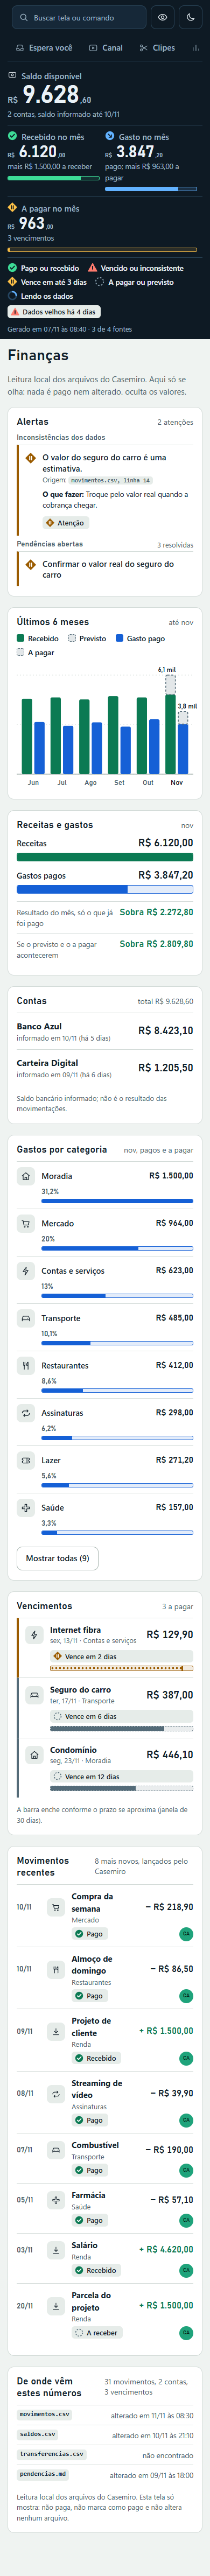 Buscar tela ou comando
Espera você
Canal
Clipes
Saldo disponível
R$ 9.628,60
2 contas, saldo informado até 10/11
Recebido no mês
R$ 6.120,00
mais R$ 1.500,00 a receber
Gasto no mês
R$ 3.847,20
pago; mais R$ 963,00 a
pagar
A pagar no mês
R$ 963,00
3 vencimentos
Pago ou recebido
Vencido ou inconsistente
Vence em até 3 dias
A pagar ou previsto
Lendo os dados
Dados velhos há 4 dias
Gerado em 07/11 às 08:40 · 3 de 4 fontes
Finanças
Leitura local dos arquivos do Casemiro. Aqui só se
olha: nada é pago nem alterado. oculta os valores.
Alertas
2 atenções
Inconsistências dos dados
O valor do seguro do carro é uma
estimativa.
Origem: movimentos.csv, linha 14
O que fazer: Troque pelo valor real quando a
cobrança chegar.
Atenção
Pendências abertas
3 resolvidas
Confirmar o valor real do seguro do
carro
Últimos 6 meses
até nov
Recebido
Previsto
Gasto pago
A pagar
6,1 mil
3,8 mil
Jun
Jul
Ago
Set
Out
Nov
Receitas e gastos
nov
Receitas
R$ 6.120,00
Gastos pagos
R$ 3.847,20
Resultado do mês, só o que já
foi pago
Sobra R$ 2.272,80
Se o previsto e o a pagar
acontecerem
Sobra R$ 2.809,80
Contas
total R$ 9.628,60
Banco Azul
informado em 10/11 (há 5 dias)
R$ 8.423,10
Carteira Digital
informado em 09/11 (há 6 dias)
R$ 1.205,50
Saldo bancário informado; não é o resultado das
movimentações.
Gastos por categoria
nov, pagos e a pagar
Moradia
R$ 1.500,00
31,2%
Mercado
R$ 964,00
20%
Contas e serviços
R$ 623,00
13%
Transporte
R$ 485,00
10,1%
Restaurantes
R$ 412,00
8,6%
Assinaturas
R$ 298,00
6,2%
Lazer
R$ 271,20
5,6%
Saúde
R$ 157,00
3,3%
Mostrar todas (9)
Vencimentos
3 a pagar
Internet fibra
sex, 13/11 · Contas e serviços
R$ 129,90
Vence em 2 dias
Seguro do carro
ter, 17/11 · Transporte
R$ 387,00
Vence em 6 dias
Condomínio
seg, 23/11 · Moradia
R$ 446,10
Vence em 12 dias
A barra enche conforme o prazo se aproxima (janela de
30 dias).
Movimentos
recentes
8 mais novos, lançados pelo
Casemiro
10/11
Compra da
semana
Mercado
Pago
− R$ 218,90
CA
10/11
Almoço de
domingo
Restaurantes
Pago
− R$ 86,50
CA
09/11
Projeto de
cliente
Renda
Recebido
+ R$ 1.500,00
CA
08/11
Streaming de
vídeo
Assinaturas
Pago
− R$ 39,90
CA
07/11
Combustível
Transporte
Pago
− R$ 190,00
CA
05/11
Farmácia
Saúde
Pago
− R$ 57,10
CA
03/11
Salário
Renda
Recebido
+ R$ 4.620,00
CA
20/11
Parcela do
projeto
Renda
A receber
+ R$ 1.500,00
CA
De onde vêm
estes números
31 movimentos, 2 contas,
3 vencimentos
movimentos.csv
alterado em 11/11 às 08:30
saldos.csv
alterado em 10/11 às 21:10
transferencias.csv
não encontrado
pendencias.md
alterado em 09/11 às 18:00
Leitura local dos arquivos do Casemiro. Esta tela só
mostra: não paga, não marca como pago e não altera
nenhum arquivo.